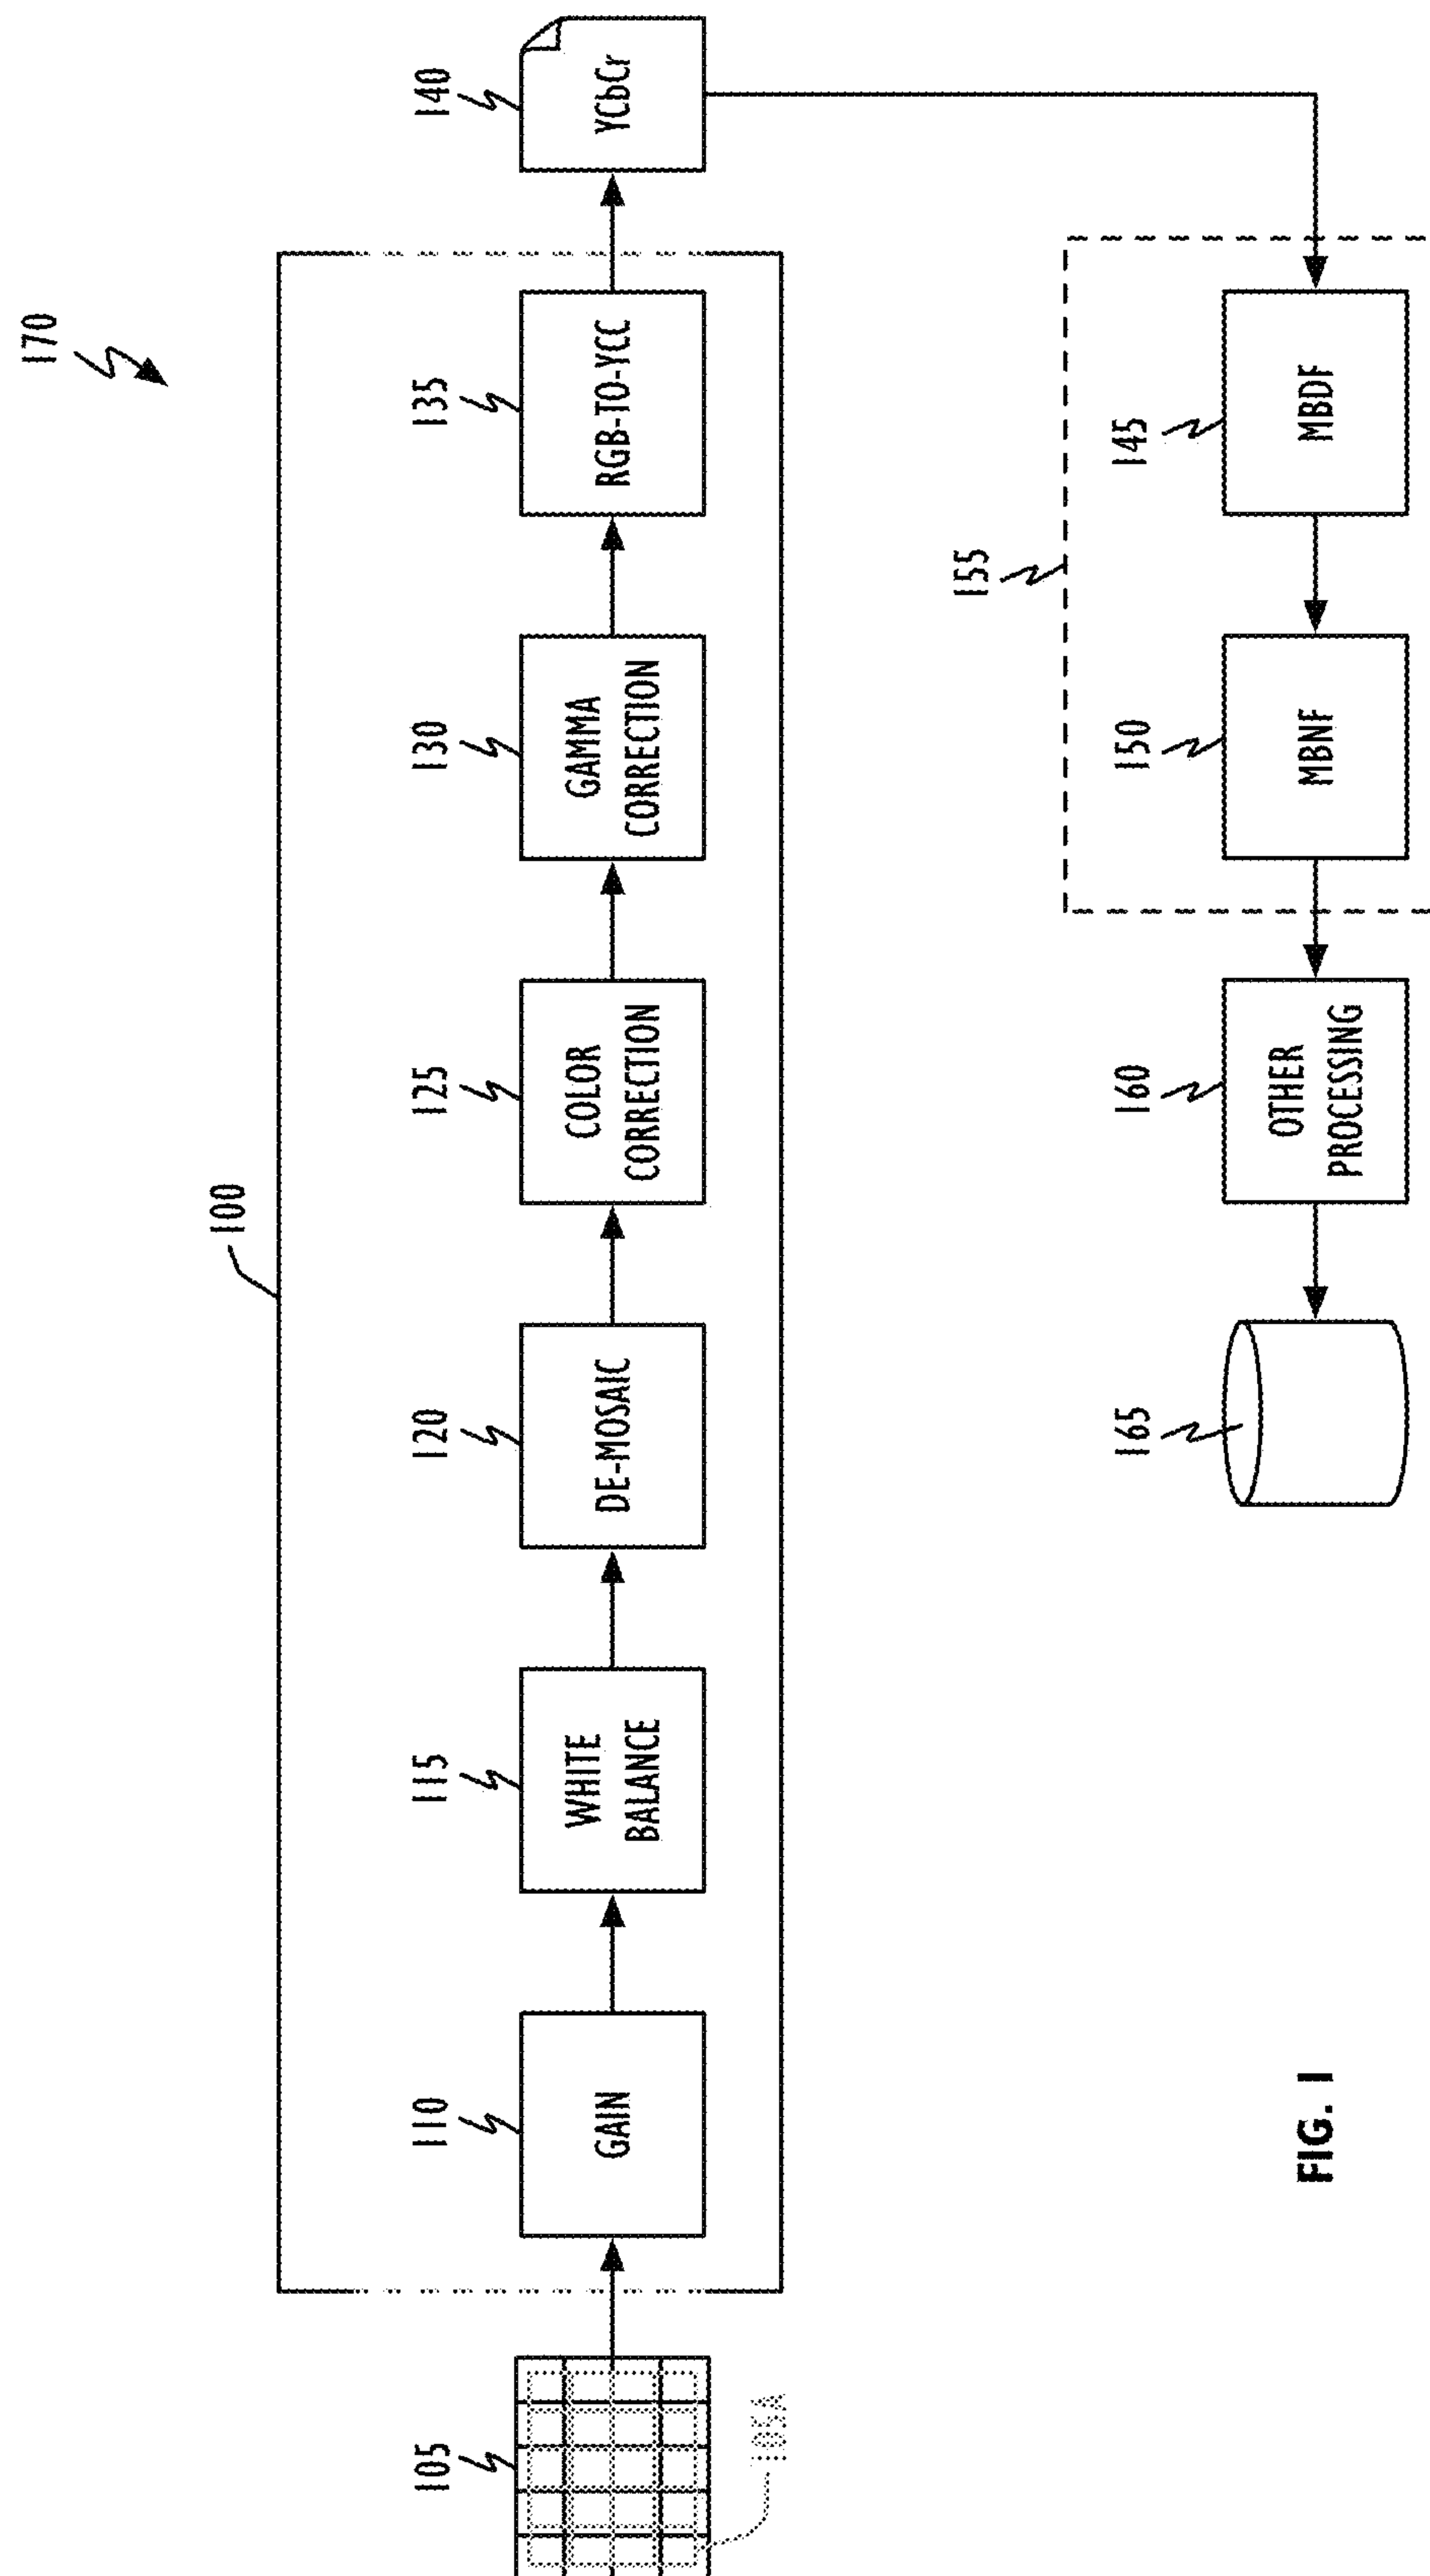 170
100
105
105A
110
GAIN
115
WHITE
BALANCE
120
DE-MOSAIC
125
COLOR
CORRECTION
130
GAMMA
CORRECTION
135
RGB-TO-YCC
140
YCbCr
155
165
160
OTHER
PROCESSING
150
MBNF
145
MBDF
FIG. 1